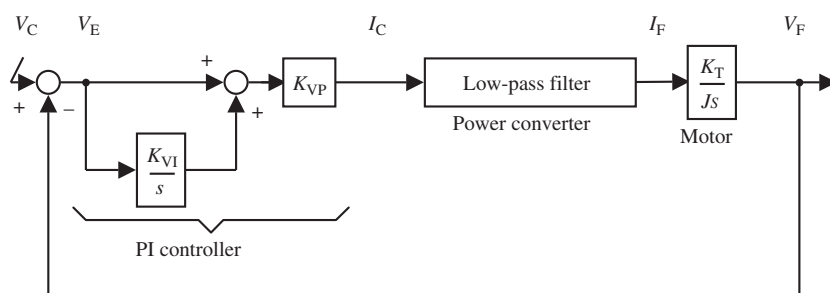 V_C V_E I_C I_F V_F
+ + K_VP Low-pass filter K_T
Js
+ − + Power converter Motor
K_VI
s
PI controller